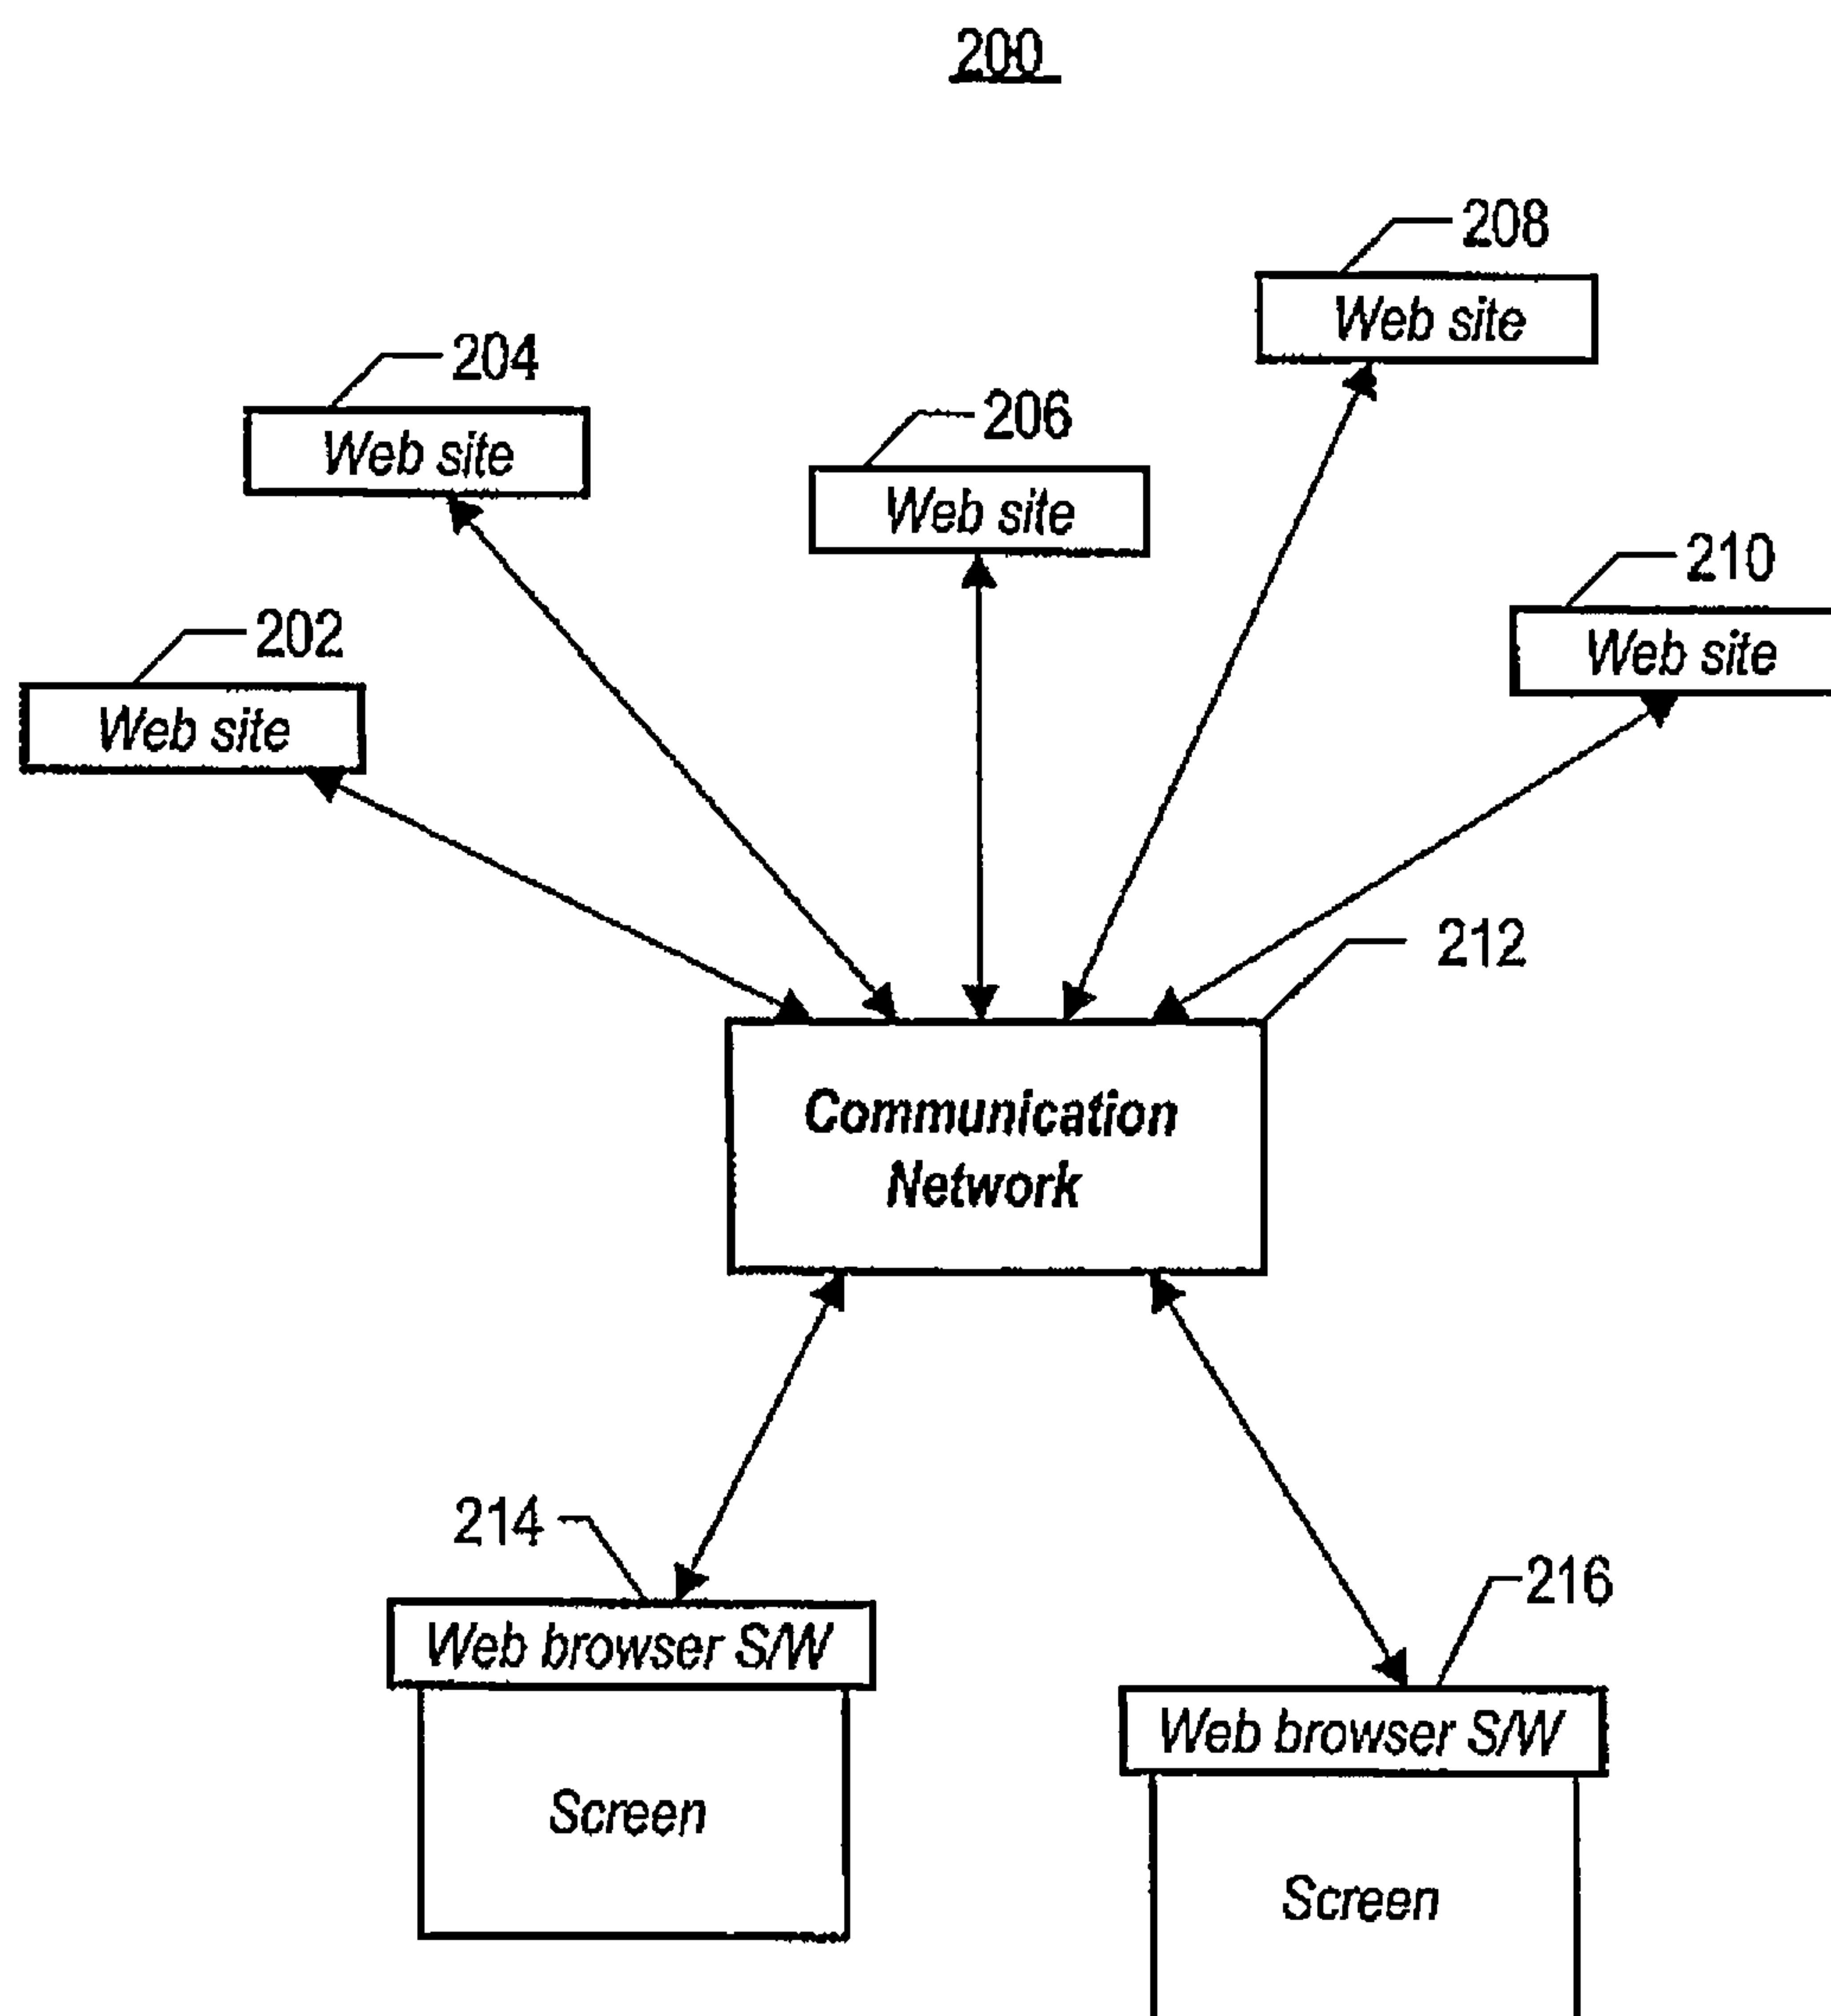 200
208
Web site
204
Web site
206
Web site
210
Web site
202
Web site
212
Communication
Network
214
Web browser S/W
Screen
216
Web browser S/W
Screen